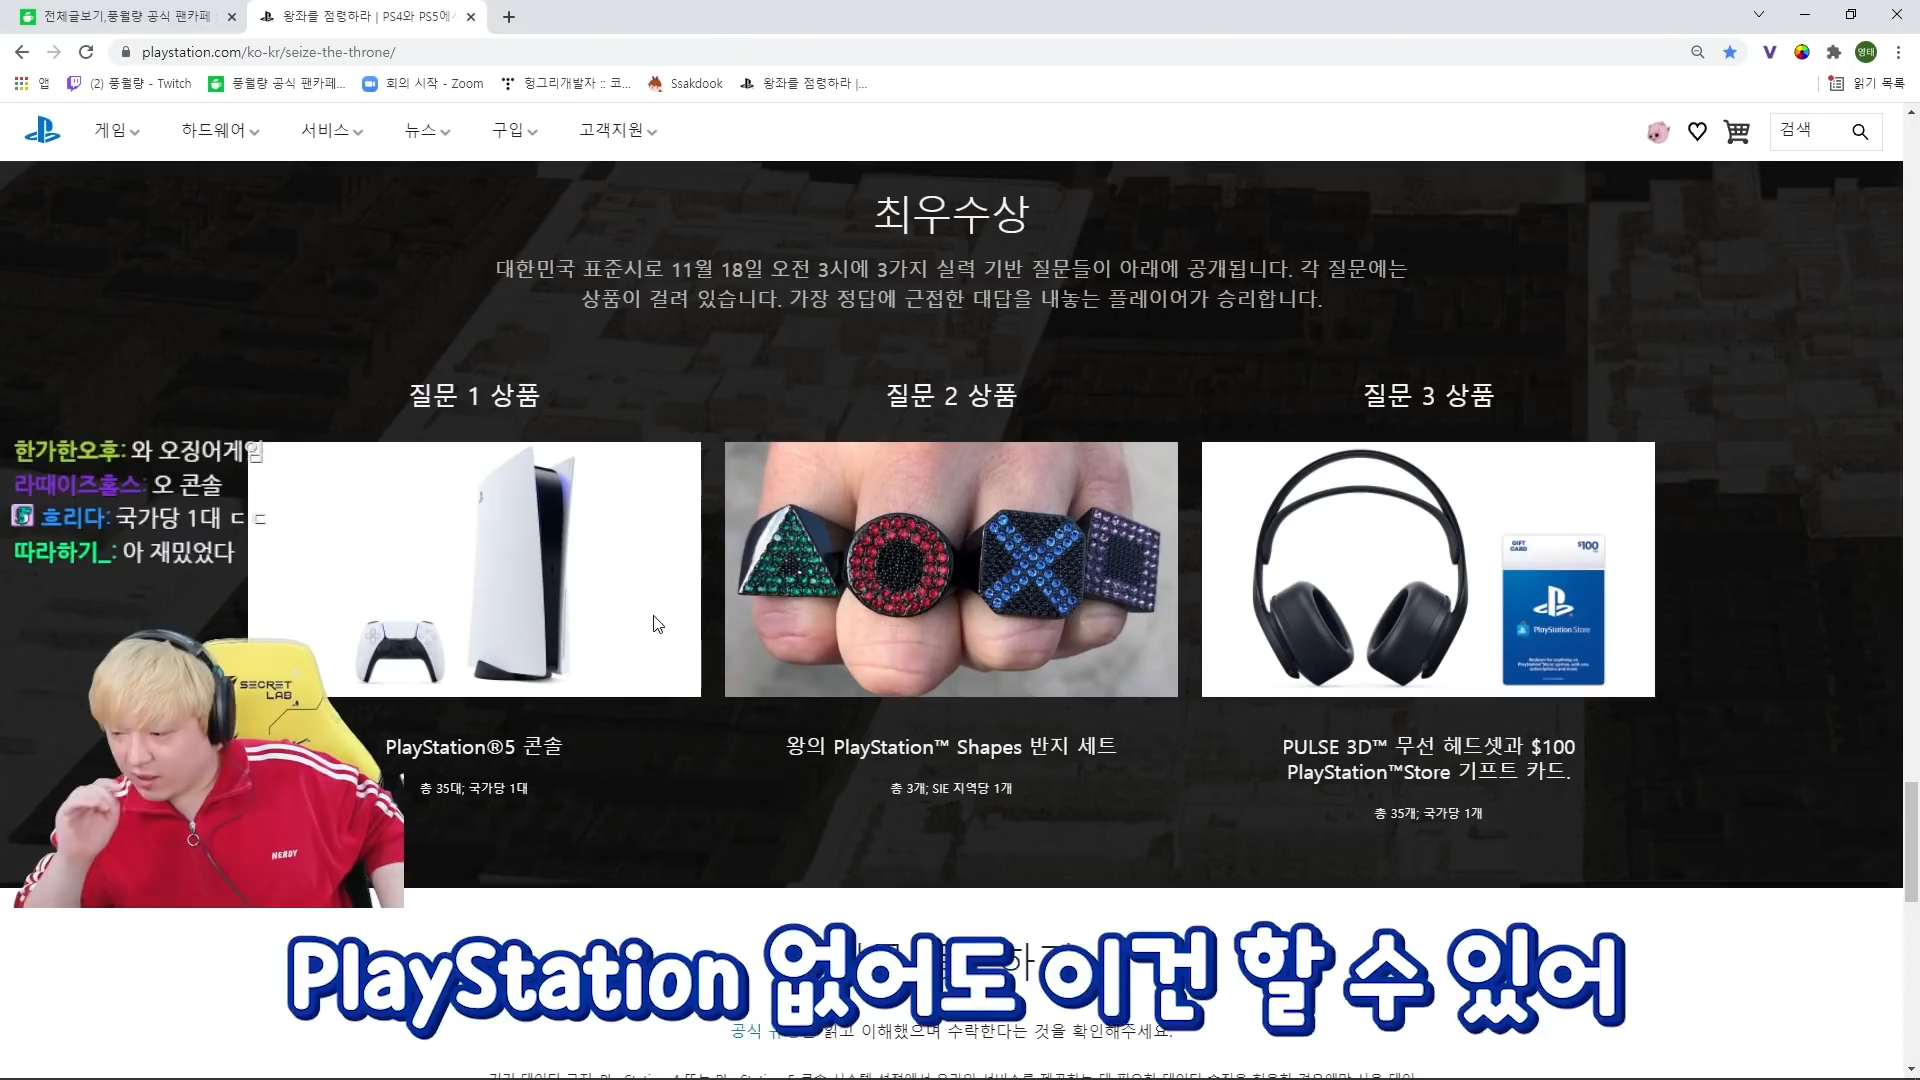 전체글보기,풍월량 공식 팬카페
왕좌를 점령하라 | PS4와 PS5에서
playstation.com/ko-kr/seize-the-throne/
영태
앱
(2) 풍월량 - Twitch
풍월량 공식 팬카페...
회의 시작 - Zoom
헝그리개발자 :: 코...
Ssakdook
왕좌를 점령하라 |...
읽기 목록
게임
하드웨어
서비스
뉴스
구입
고객지원
검색
최우수상
대한민국 표준시로 11월 18일 오전 3시에 3가지 실력 기반 질문들이 아래에 공개됩니다. 각 질문에는
상품이 걸려 있습니다. 가장 정답에 근접한 대답을 내놓는 플레이어가 승리합니다.
질문 1 상품
질문 2 상품
질문 3 상품
한가한오후: 와 오징어게임
라때이즈홀스: 오 콘솔
흐리다: 국가당 1대 ㄷㄷ
따라하기_: 아 재밌었다
GIFT CARD
$100
PlayStation.Store
SECRET
LAB
NERDY
PlayStation®5 콘솔
총 35대; 국가당 1대
왕의 PlayStation™ Shapes 반지 세트
총 3개; SIE 지역당 1개
PULSE 3D™ 무선 헤드셋과 $100
PlayStation™Store 기프트 카드.
총 35개; 국가당 1개
PlayStation 없어도 이건 할 수 있어
공식
읽고 이해했으며 수락한다는 것을 확인해주세요.